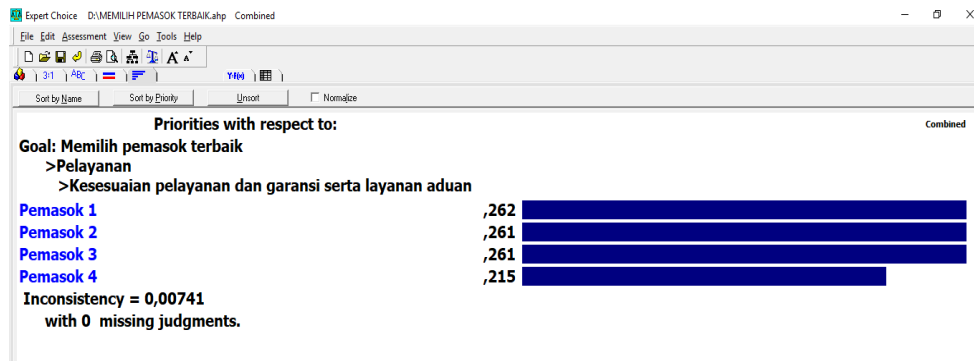 Expert Choice D:\MEMILIH PEMASOK TERBAIK.ahp Combined
File Edit Assessment View Go Tools Help
3:1 ABC Y-f(x)
Sort by Name Sort by Priority Unsort Normalize
Priorities with respect to: Combined
Goal: Memilih pemasok terbaik
>Pelayanan
>Kesesuaian pelayanan dan garansi serta layanan aduan
Pemasok 1 ,262
Pemasok 2 ,261
Pemasok 3 ,261
Pemasok 4 ,215
Inconsistency = 0,00741
with 0 missing judgments.